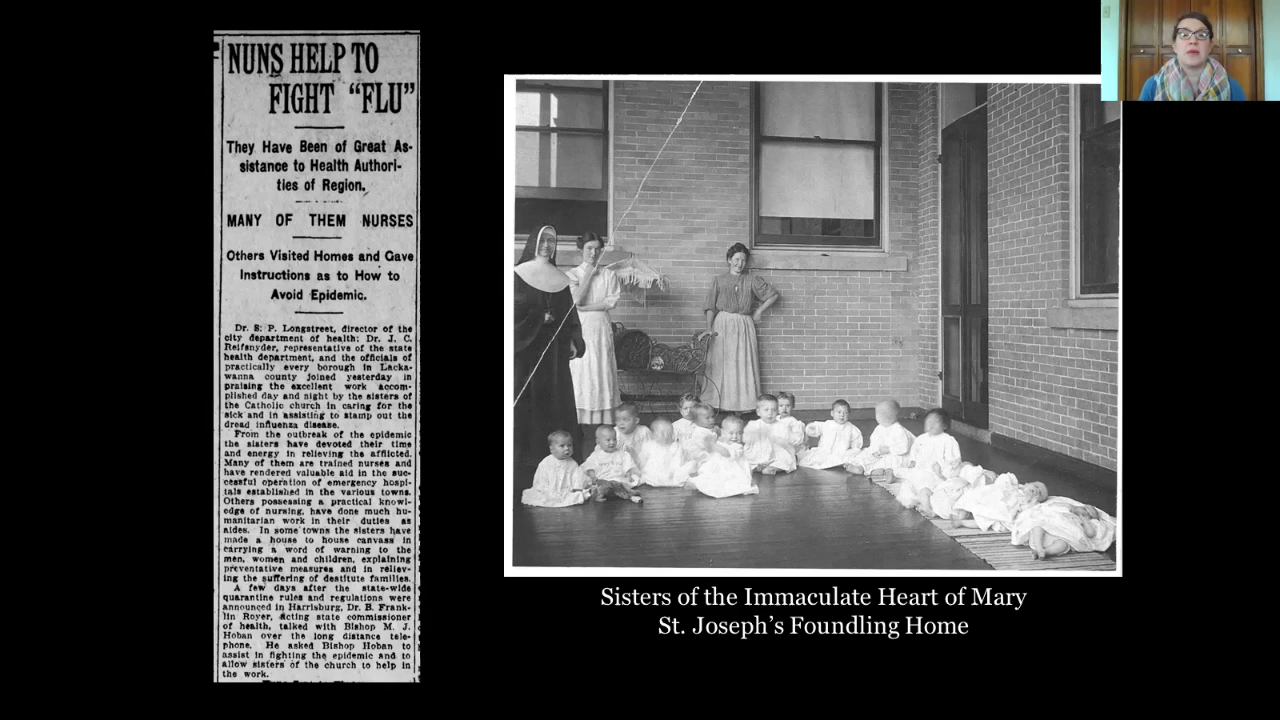 NUNS HELP TO
FIGHT "FLU"
They Have Been of Great As-
sistance to Health Authori-
ties of Region.
MANY OF THEM NURSES
Others Visited Homes and Gave
Instructions as to How to
Avoid Epidemic.
Dr. S. P. Longstreet, director of the
city department of health; Dr. J. C.
Reifsnyder, representative of the state
health department, and the officials of
practically every borough in Lacka-
wanna county joined yesterday in
praising the excellent work accom-
plished day and night by the sisters of
the Catholic church in caring for the
sick and in assisting to stamp out the
dread influenza disease.
From the outbreak of the epidemic
the sisters have devoted their time
and energy in relieving the afflicted.
Many of them are trained nurses and
have rendered valuable aid in the suc-
cessful operation of emergency hospi-
tals established in the various towns.
Others possessing a practical knowl-
edge of nursing, have done much hu-
manitarian work in their duties as
aides. In some towns the sisters have
made a house to house canvass in
carrying a word of warning to the
men, women and children, explaining
preventative measures and in reliev-
ing the suffering of destitute families.
A few days after the state-wide
quarantine rules and regulations were
announced in Harrisburg, Dr. B. Frank-
lin Royer, acting state commissioner
of health, talked with Bishop M. J.
Hoban over the long distance tele-
phone. He asked Bishop Hoban to
assist in fighting the epidemic and to
allow sisters of the church to help in
the work.
Sisters of the Immaculate Heart of Mary
St. Joseph's Foundling Home